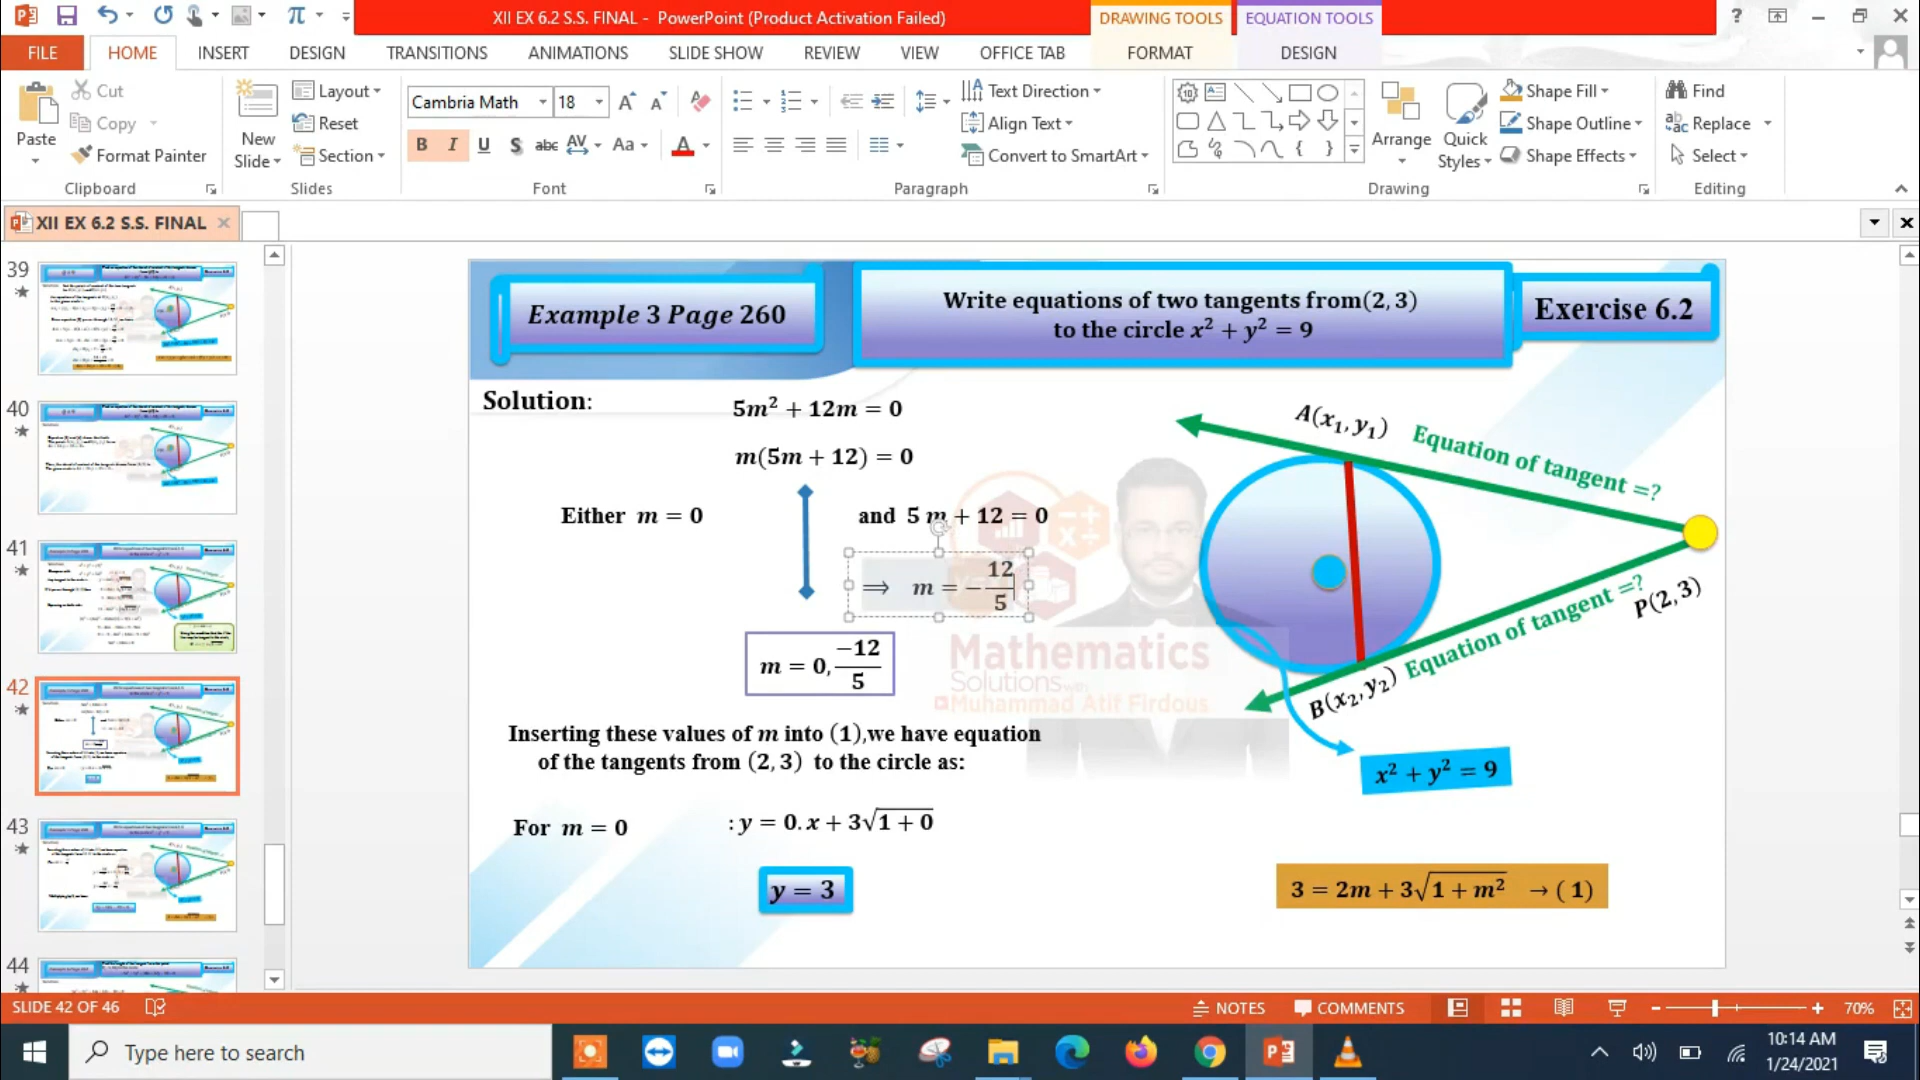 XII EX 6.2 S.S. FINAL - PowerPoint (Product Activation Failed)
DRAWING TOOLS
EQUATION TOOLS
FILE HOME INSERT DESIGN TRANSITIONS ANIMATIONS SLIDE SHOW REVIEW VIEW OFFICE TAB FORMAT DESIGN
Paste
Cut
Copy
Format Painter
Clipboard
New Slide
Layout
Reset
Section
Slides
Cambria Math 18
B I U S abc AV Aa A
Font
Text Direction
Align Text
Convert to SmartArt
Paragraph
Arrange
Quick Styles
Shape Fill
Shape Outline
Shape Effects
Drawing
Find
Replace
Select
Editing
XII EX 6.2 S.S. FINAL
39
40
41
42
43
44
Example 3 Page 260
Write equations of two tangents from(2, 3)
to the circle x² + y² = 9
Exercise 6.2
Solution:
5m² + 12m = 0
m(5m + 12) = 0
Either m = 0
and 5 m + 12 = 0
⟹ m = −12/5
m = 0, −12/5
Inserting these values of m into (1),we have equation
of the tangents from (2, 3) to the circle as:
For m = 0 : y = 0. x + 3√(1 + 0)
y = 3
A(x₁, y₁)
Equation of tangent =?
P(2, 3)
Equation of tangent =?
B(x₂, y₂)
x² + y² = 9
3 = 2m + 3√(1 + m²) → ( 1)
Mathematics
Solutions with
Muhammad Atif Firdous
SLIDE 42 OF 46
NOTES COMMENTS 70%
Type here to search
10:14 AM
1/24/2021